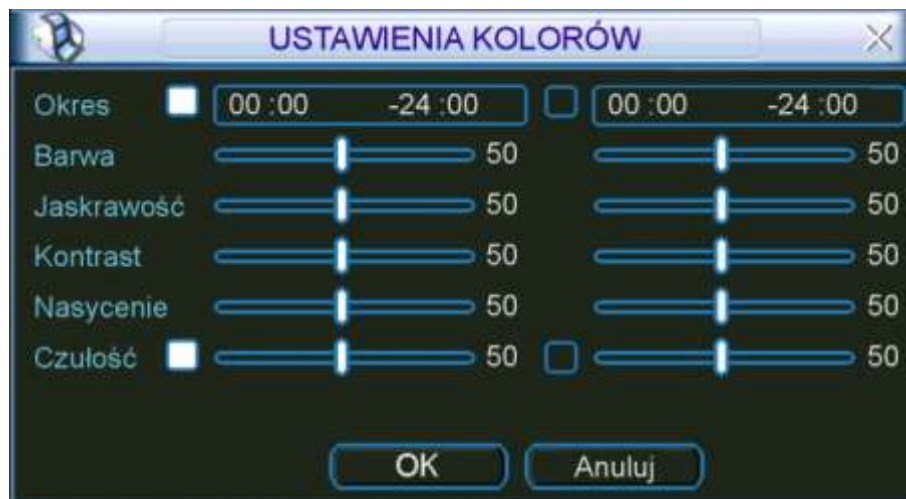 USTAWIENIA KOLORÓW
Okres 00 :00 -24 :00 00 :00 -24 :00
Barwa 50 50
Jaskrawość 50 50
Kontrast 50 50
Nasycenie 50 50
Czułość 50 50
OK Anuluj